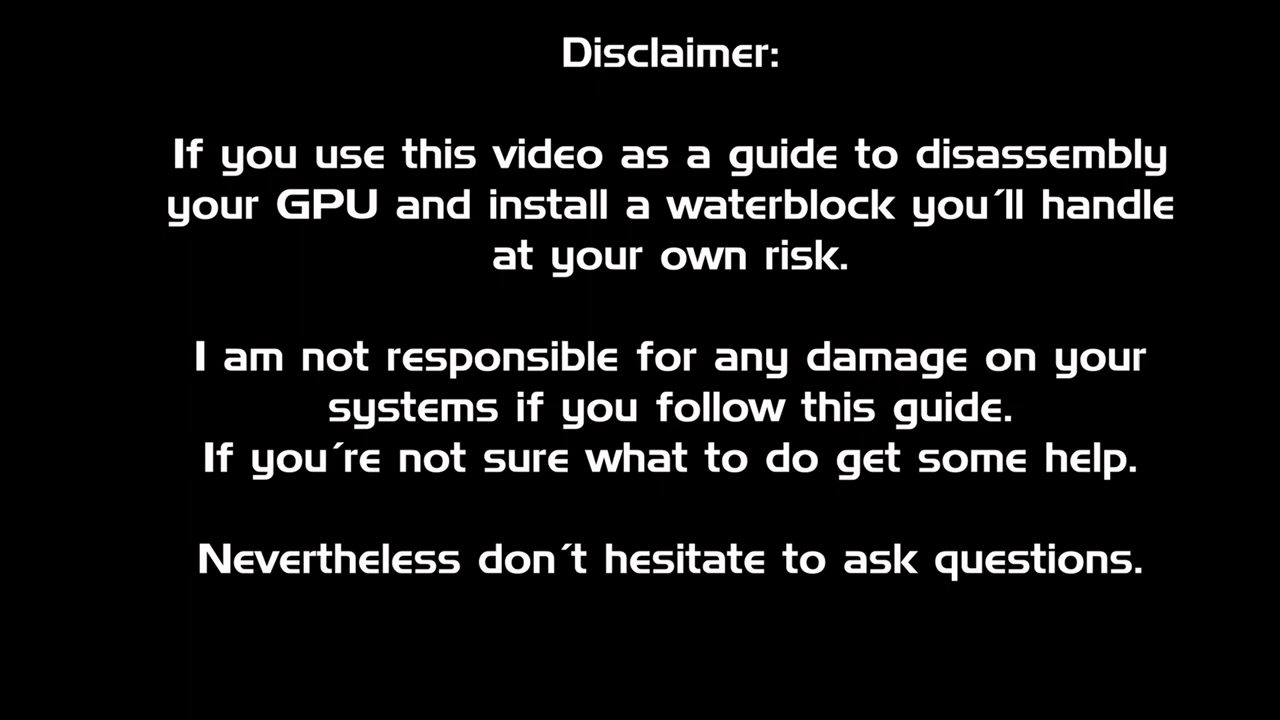 Disclaimer:
If you use this video as a guide to disassembly
your GPU and install a waterblock you´ll handle
at your own risk.
I am not responsible for any damage on your
systems if you follow this guide.
If you´re not sure what to do get some help.
Nevertheless don´t hesitate to ask questions.